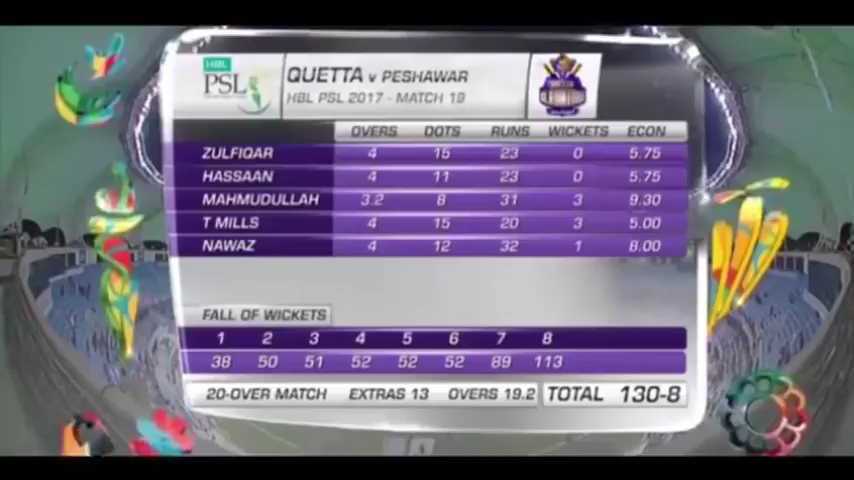 HBL
PSL
QUETTA v PESHAWAR
HBL PSL 2017 - MATCH 19
OVERS DOTS RUNS WICKETS ECON
ZULFIQAR 4 15 23 0 5.75
HASSAAN 4 11 23 0 5.75
MAHMUDULLAH 3.2 8 31 3 9.30
T MILLS 4 15 20 3 5.00
NAWAZ 4 12 32 1 8.00
FALL OF WICKETS
1 2 3 4 5 6 7 8
38 50 51 52 52 52 89 113
20-OVER MATCH EXTRAS 13 OVERS 19.2 TOTAL 130-8